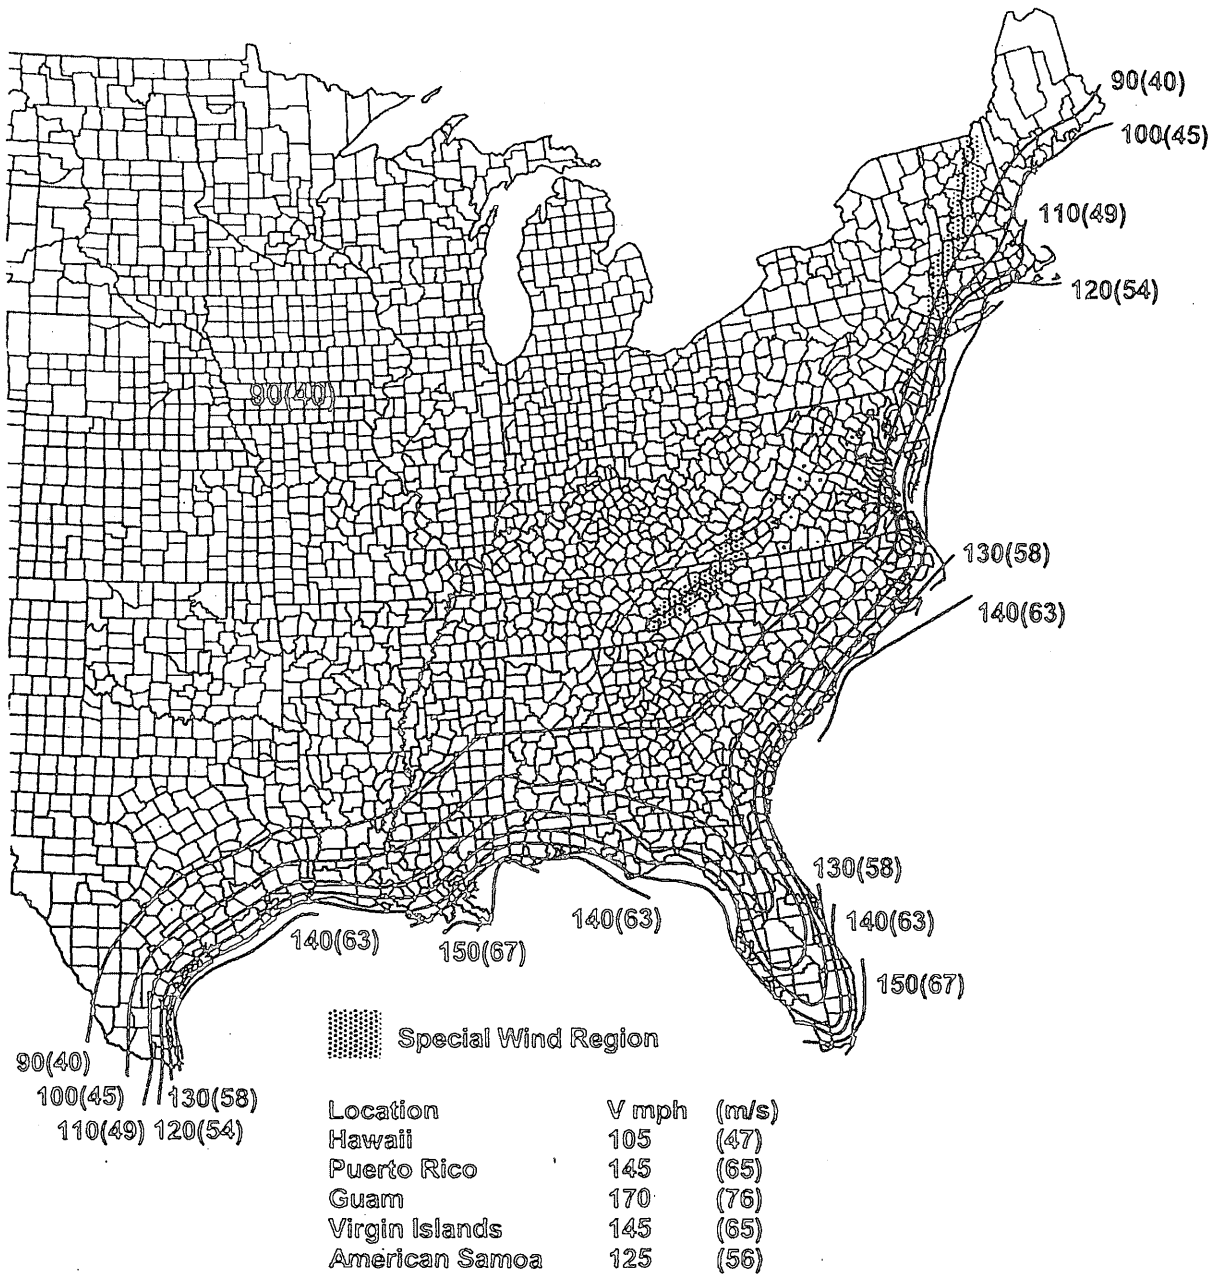 90(40)
100(45)
110(49)
120(54)
90(40)
130(58)
140(63)
130(58)
140(63)
140(63)
140(63)
150(67)
150(67)
Special Wind Region
90(40)
100(45) 130(58)
110(49) 120(54)
Location V mph (m/s)
Hawaii 105 (47)
Puerto Rico 145 (65)
Guam 170 (76)
Virgin Islands 145 (65)
American Samoa 125 (56)